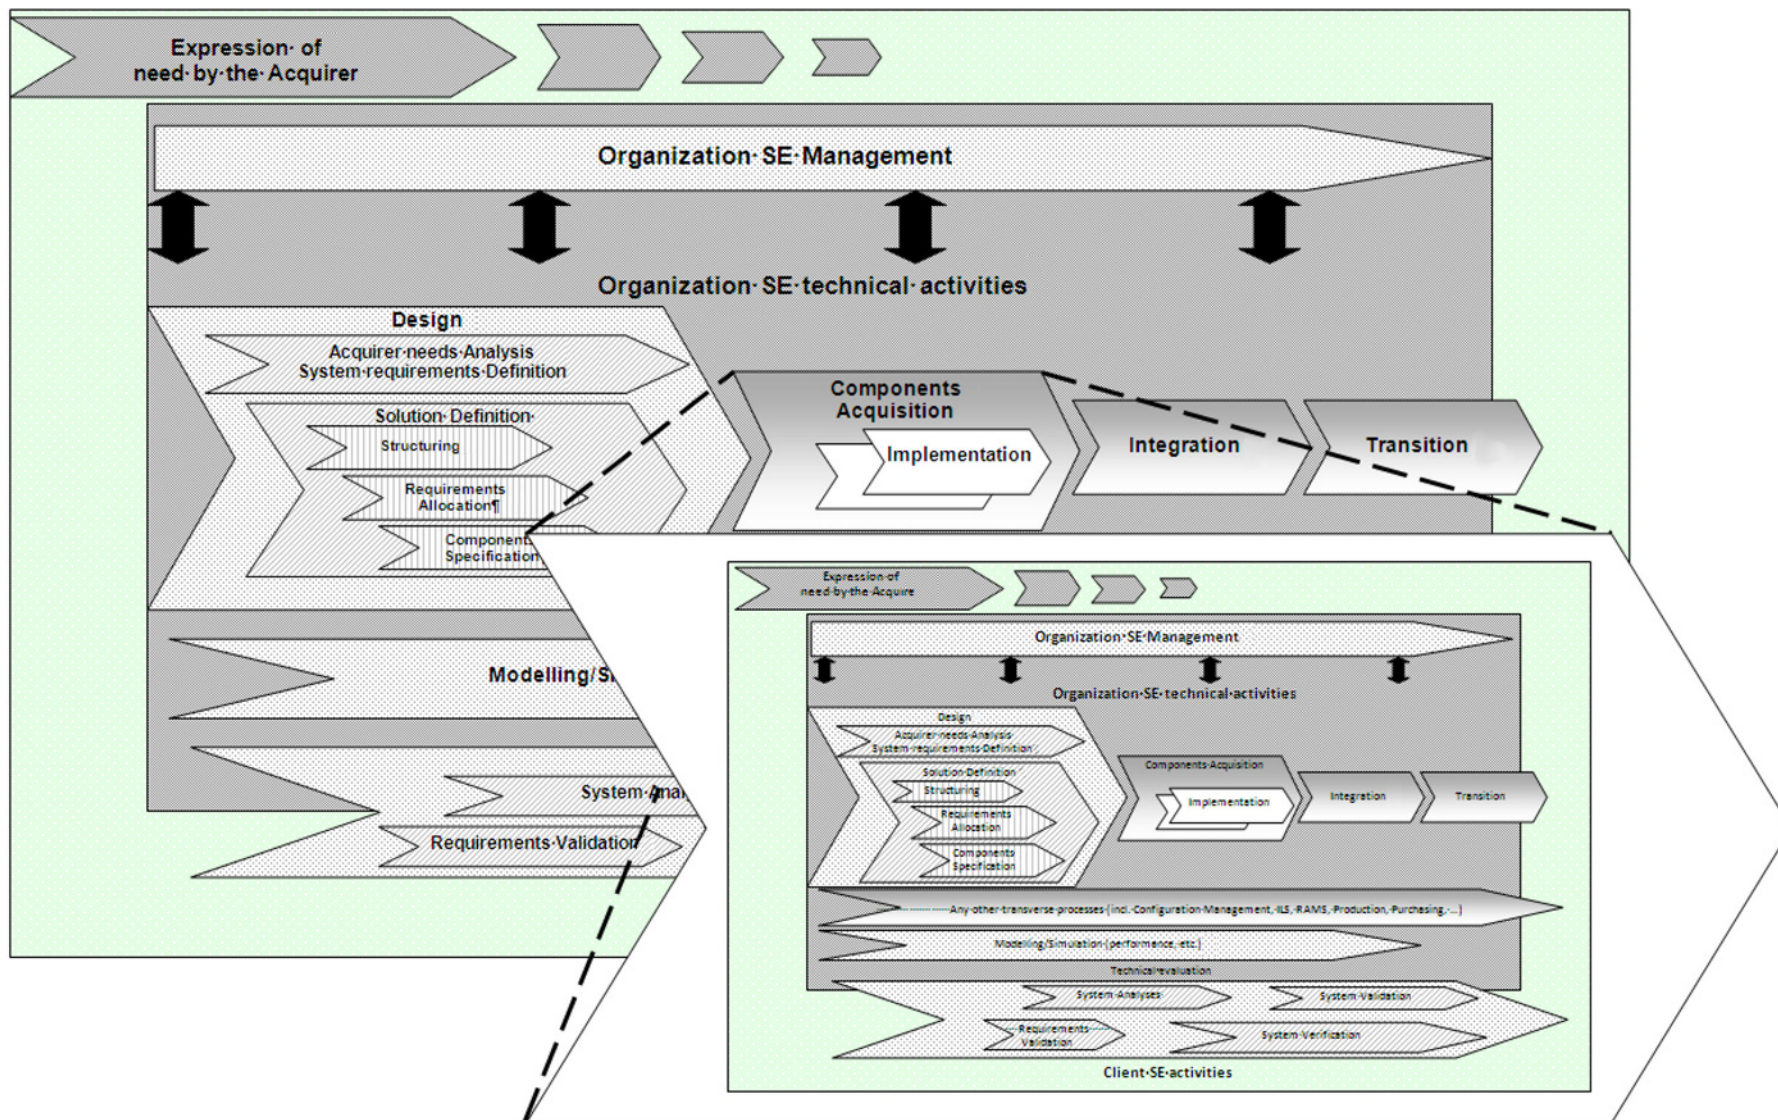 Expression· of
need·by·the·Acquirer
Organization·SE·Management
Organization·SE·technical·activities
Design
Acquirer·needs·Analysis
System·requirements·Definition
Solution·Definition·
Structuring
Requirements
Allocation¶
Specification
Components
Acquisition
Implementation
Integration
Transition
Requirements·Validation
Expression·of
need·by·the·Acquire
Organization·SE·Management
Organization·SE·technical·activities
Design
Acquirer·needs·Analysis
System·requirements·Definition
Solution·Definition
Structuring
Requirements
Allocation
Components
Specification
Components·Acquisition
Implementation
Integration
Transition
Any·other·transverse·processes·(incl.·Configuration·Management,·ILS,·RAMS,·Production,·Purchasing,·...)
Modelling/Simulation·(performance,·etc.)
Technical·evaluation
System·Analyses
System·Validation
Requirements
Validation
System·Verification
Client·SE·activities